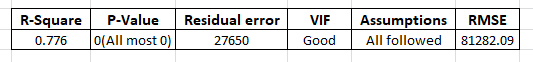 R-Square P-Value Residual error VIF Assumptions RMSE
0.776 0(All most 0) 27650 Good All followed 81282.09